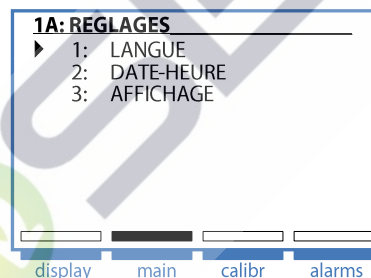 1A: REGLAGES
1: LANGUE
2: DATE-HEURE
3: AFFICHAGE
display main calibr alarms